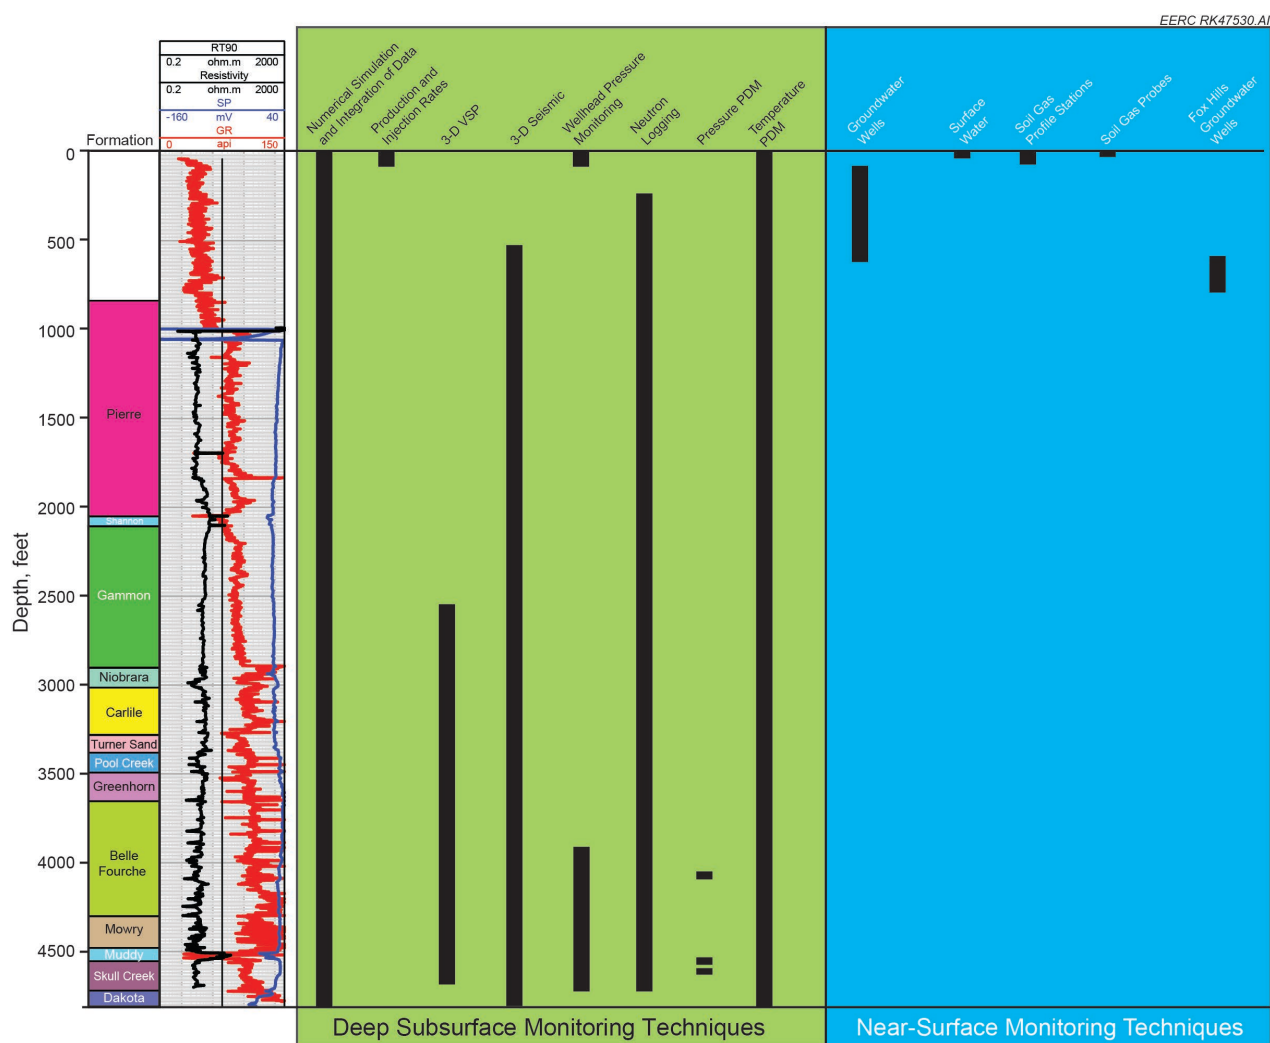 EERC RK47530.AI
RT90
0.2 ohm.m 2000
Resistivity
0.2 ohm.m 2000
SP
-160 mV 40
GR
0 api 150
Formation
Numerical Simulation
and Integration of Data
Production and
Injection Rates
3-D VSP
3-D Seismic
Wellhead Pressure
Monitoring
Neutron
Logging
Pressure PDM
Temperature
PDM
Groundwater
Wells
Surface
Water
Soil Gas
Profile Stations
Soil Gas Probes
Fox Hills
Groundwater
Wells
Depth, feet
0
500
1000
1500
2000
2500
3000
3500
4000
4500
Pierre
Shannon
Gammon
Niobrara
Carlile
Turner Sand
Pool Creek
Greenhorn
Belle
Fourche
Mowry
Muddy
Skull Creek
Dakota
Deep Subsurface Monitoring Techniques
Near-Surface Monitoring Techniques